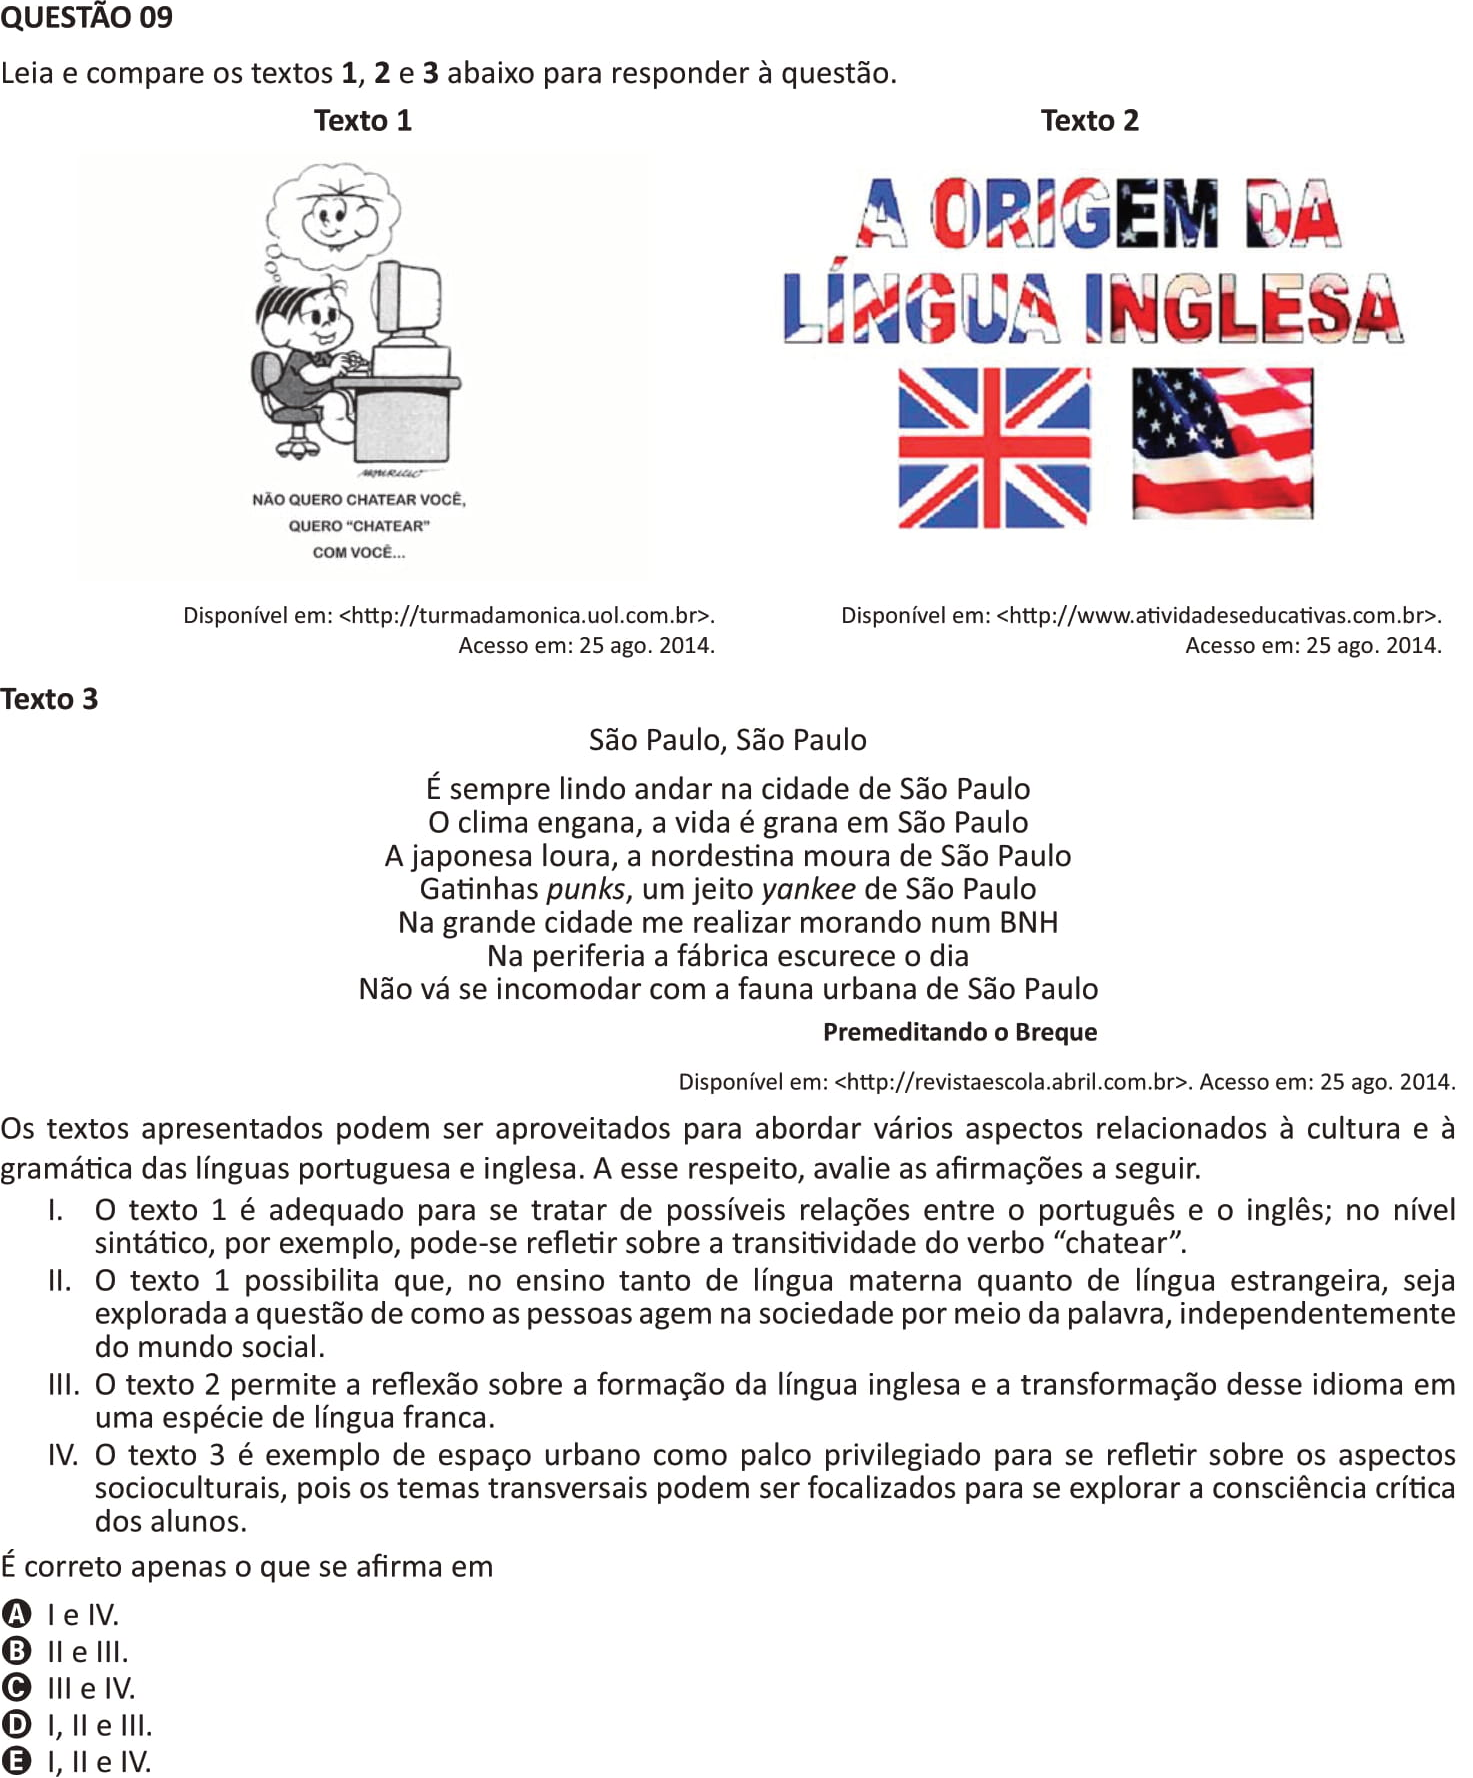 QUESTÃO 09
Leia e compare os textos 1, 2 e 3 abaixo para responder à questão.
Texto 1
MAURICIO
NÃO QUERO CHATEAR VOCÊ,
QUERO “CHATEAR”
COM VOCÊ...
Disponível em: <http://turmadamonica.uol.com.br>.
Acesso em: 25 ago. 2014.
Texto 2
A ORIGEM DA
LÍNGUA INGLESA
Disponível em: <http://www.atividadeseducativas.com.br>.
Acesso em: 25 ago. 2014.
Texto 3
São Paulo, São Paulo
É sempre lindo andar na cidade de São Paulo
O clima engana, a vida é grana em São Paulo
A japonesa loura, a nordestina moura de São Paulo
Gatinhas punks, um jeito yankee de São Paulo
Na grande cidade me realizar morando num BNH
Na periferia a fábrica escurece o dia
Não vá se incomodar com a fauna urbana de São Paulo
Premeditando o Breque
Disponível em: <http://revistaescola.abril.com.br>. Acesso em: 25 ago. 2014.
Os textos apresentados podem ser aproveitados para abordar vários aspectos relacionados à cultura e à
gramática das línguas portuguesa e inglesa. A esse respeito, avalie as afirmações a seguir.
I. O texto 1 é adequado para se tratar de possíveis relações entre o português e o inglês; no nível
sintático, por exemplo, pode-se refletir sobre a transitividade do verbo “chatear”.
II. O texto 1 possibilita que, no ensino tanto de língua materna quanto de língua estrangeira, seja
explorada a questão de como as pessoas agem na sociedade por meio da palavra, independentemente
do mundo social.
III. O texto 2 permite a reflexão sobre a formação da língua inglesa e a transformação desse idioma em
uma espécie de língua franca.
IV. O texto 3 é exemplo de espaço urbano como palco privilegiado para se refletir sobre os aspectos
socioculturais, pois os temas transversais podem ser focalizados para se explorar a consciência crítica
dos alunos.
É correto apenas o que se afirma em
A I e IV.
B II e III.
C III e IV.
D I, II e III.
E I, II e IV.